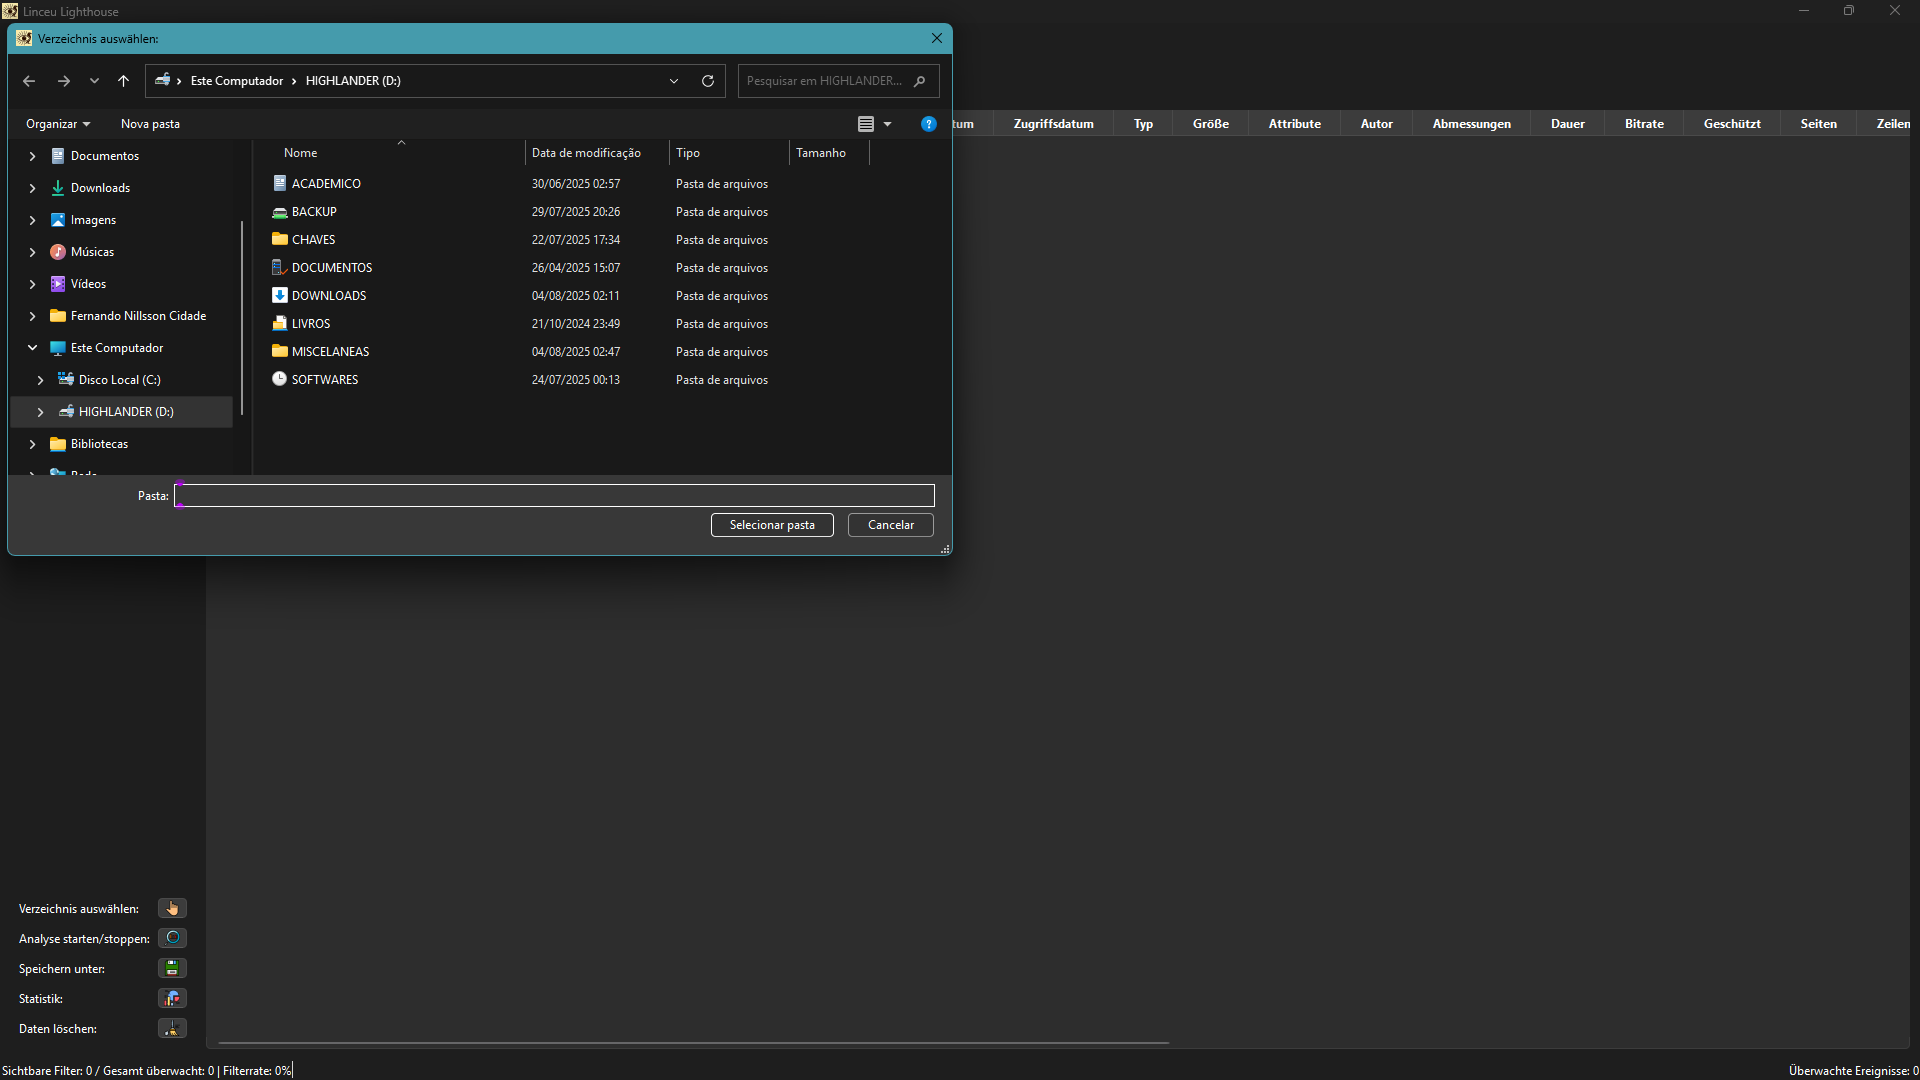 Linceu Lighthouse
Verzeichnis auswählen:
Este Computador HIGHLANDER (D:)
Pesquisar em HIGHLANDER...
Organizar Nova pasta
tum Zugriffsdatum Typ Größe Attribute Autor Abmessungen Dauer Bitrate Geschützt Seiten Zeilen
Nome Data de modificação Tipo Tamanho
Documentos
Downloads
Imagens
Músicas
Vídeos
Fernando Nillsson Cidade
Este Computador
Disco Local (C:)
HIGHLANDER (D:)
Bibliotecas
Rede
ACADEMICO 30/06/2025 02:57 Pasta de arquivos
BACKUP 29/07/2025 20:26 Pasta de arquivos
CHAVES 22/07/2025 17:34 Pasta de arquivos
DOCUMENTOS 26/04/2025 15:07 Pasta de arquivos
DOWNLOADS 04/08/2025 02:11 Pasta de arquivos
LIVROS 21/10/2024 23:49 Pasta de arquivos
MISCELANEAS 04/08/2025 02:47 Pasta de arquivos
SOFTWARES 24/07/2025 00:13 Pasta de arquivos
Pasta:
Selecionar pasta Cancelar
Verzeichnis auswählen:
Analyse starten/stoppen:
Speichern unter:
Statistik:
Daten löschen:
Sichtbare Filter: 0 / Gesamt überwacht: 0 | Filterrate: 0%
Überwachte Ereignisse: 0